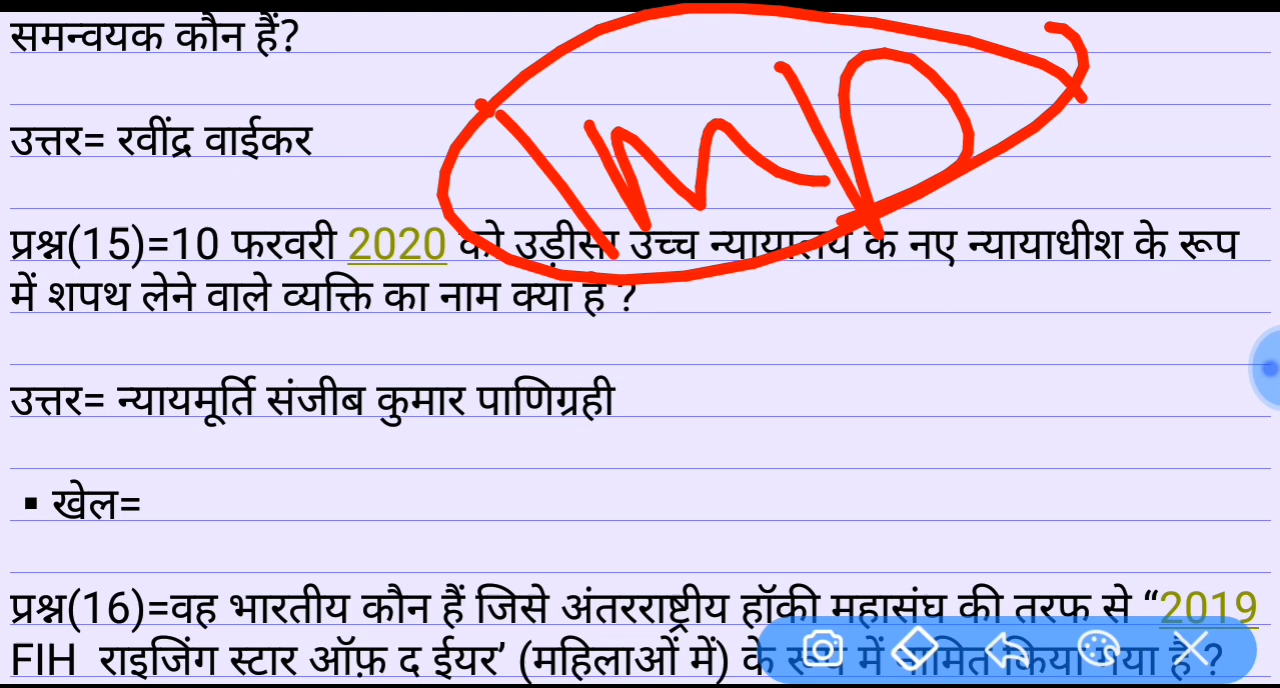 समन्वयक कौन हैं?
उत्तर= रवींद्र वाईकर
Imp
प्रश्न(15)=10 फरवरी 2020 को उड़ीसा उच्च न्यायालय के नए न्यायाधीश के रूप
में शपथ लेने वाले व्यक्ति का नाम क्या है ?
उत्तर= न्यायमूर्ति संजीब कुमार पाणिग्रही
▪ खेल=
प्रश्न(16)=वह भारतीय कौन हैं जिसे अंतरराष्ट्रीय हॉकी महासंघ की तरफ से “2019
FIH राइजिंग स्टार ऑफ़ द ईयर’ (महिलाओं में) के रूप में नामित किया गया है ?